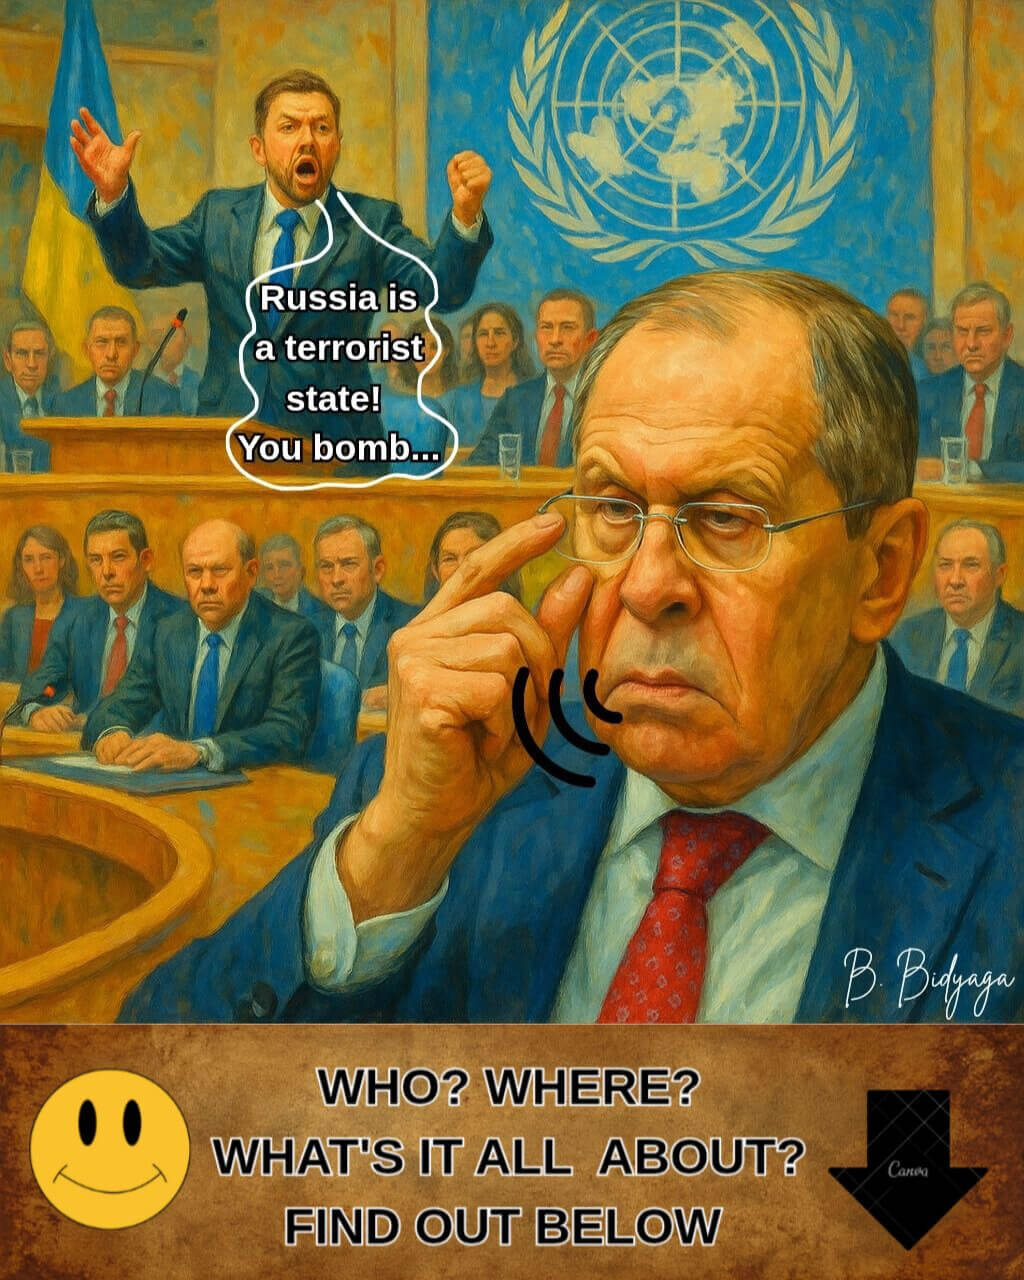 Russia is
a terrorist
state!
You bomb...
B. Bidyaga
WHO? WHERE?
WHAT'S IT ALL ABOUT?
FIND OUT BELOW
Canva